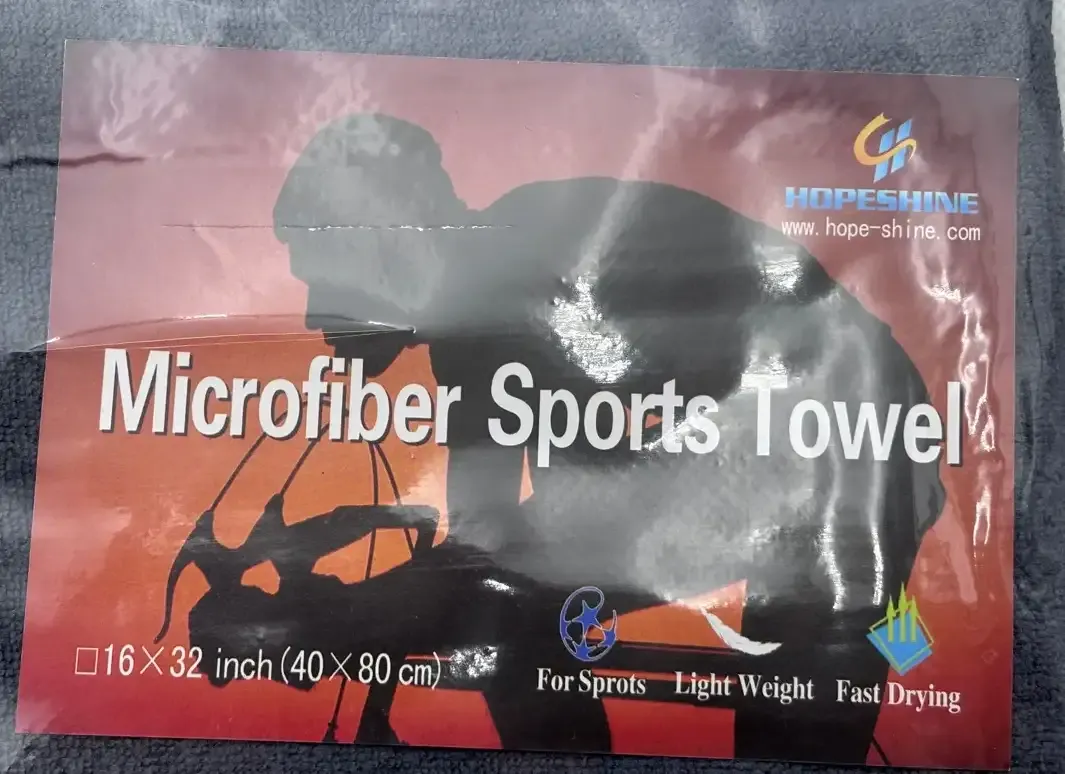 HOPESHINE
www.hope-shine.com
Microfiber Sports Towel
□16×32 inch(40×80 cm)
For Sprots
Light Weight
Fast Drying